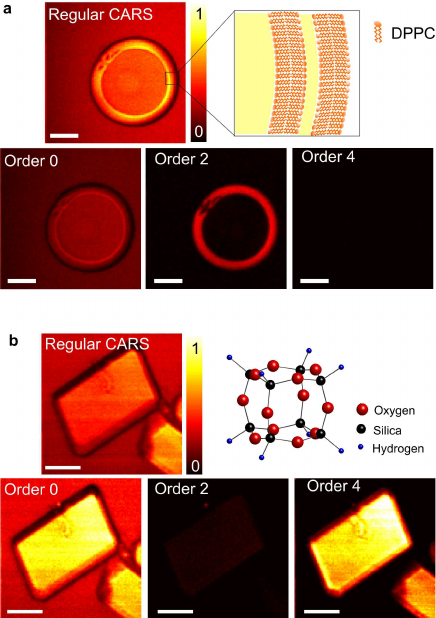 a
Regular CARS
1
0
DPPC
Order 0
Order 2
Order 4
b
Regular CARS
1
0
Oxygen
Silica
Hydrogen
Order 0
Order 2
Order 4